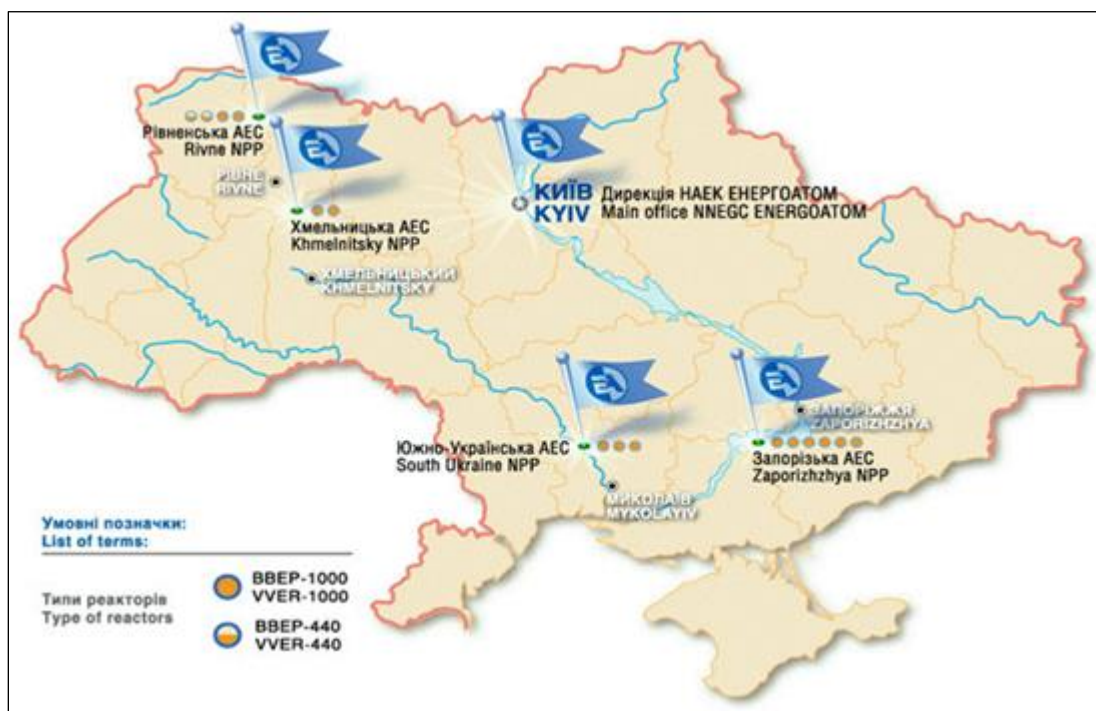 Рівненська АЕС
Rivne NPP
РІВНЕ
RIVNE
Хмельницька АЕС
Khmelnitsky NPP
ХМЕЛЬНИЦЬКИЙ
KHMELNITSKY
КИЇВ
KYIV
Дирекція НАЕК ЕНЕРГОАТОМ
Main office NNEGC ENERGOATOM
Южно-Українська АЕС
South Ukraine NPP
МИКОЛАЇВ
MYKOLAYIV
ЗАПОРІЖЖЯ
ZAPORIZHZHYA
Запорізька АЕС
Zaporizhzhya NPP
Умовні позначки:
List of terms:
Типи реакторів
Type of reactors
ВВЕР-1000
VVER-1000
ВВЕР-440
VVER-440